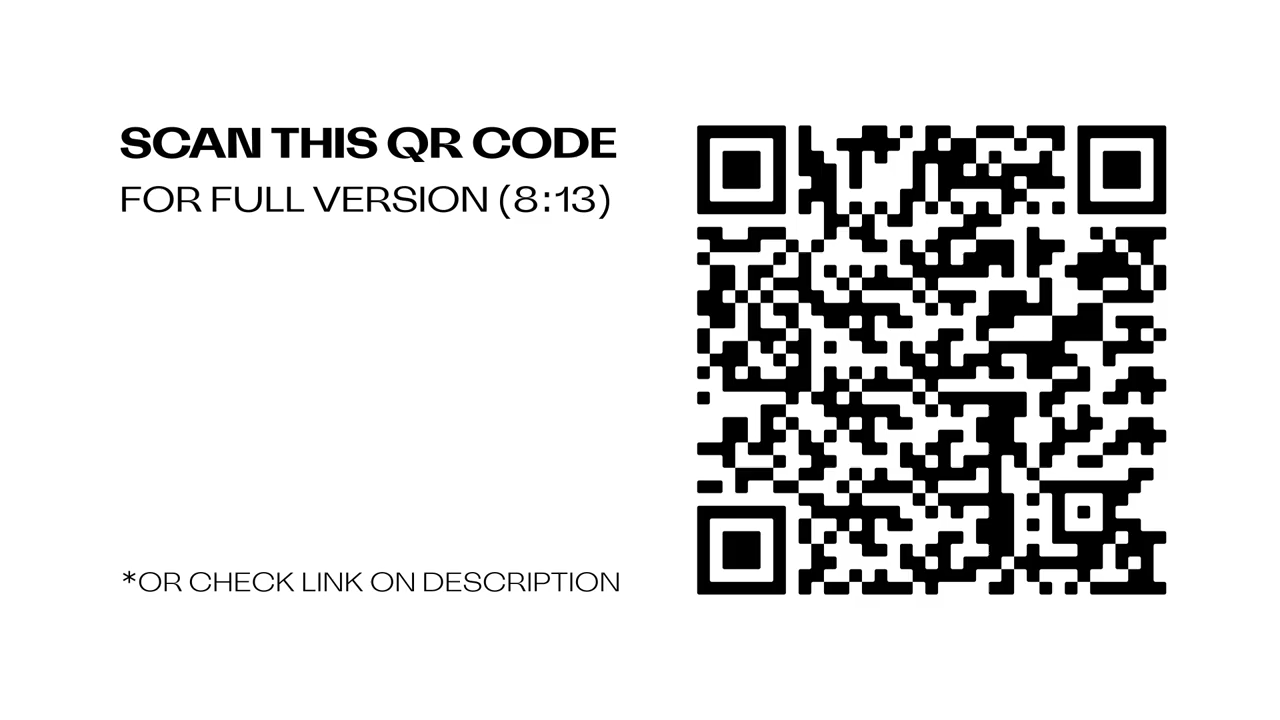 SCAN THIS QR CODE
FOR FULL VERSION (8:13)
*OR CHECK LINK ON DESCRIPTION